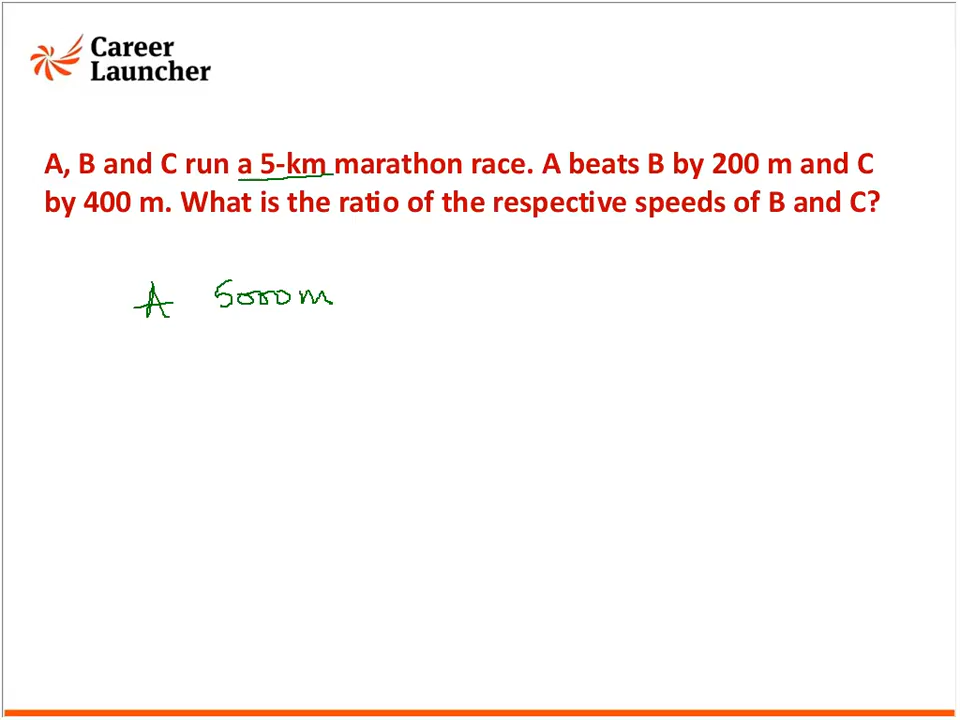 Career
Launcher
A, B and C run a 5-km marathon race. A beats B by 200 m and C
by 400 m. What is the ratio of the respective speeds of B and C?
A 5000 m